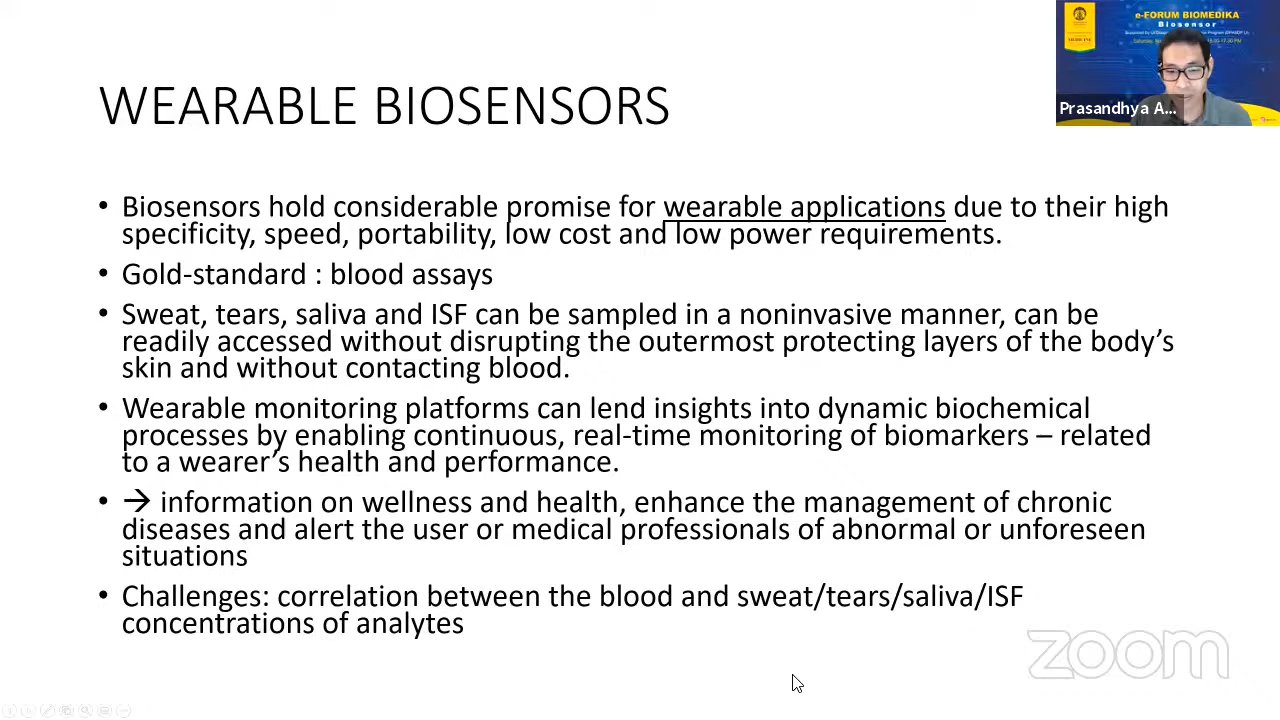 e-FORUM BIOMEDIKA
Biosensor
Prasandhya A...
WEARABLE BIOSENSORS
• Biosensors hold considerable promise for wearable applications due to their high
specificity, speed, portability, low cost and low power requirements.
• Gold-standard : blood assays
• Sweat, tears, saliva and ISF can be sampled in a noninvasive manner, can be
readily accessed without disrupting the outermost protecting layers of the body’s
skin and without contacting blood.
• Wearable monitoring platforms can lend insights into dynamic biochemical
processes by enabling continuous, real-time monitoring of biomarkers – related
to a wearer’s health and performance.
• → information on wellness and health, enhance the management of chronic
diseases and alert the user or medical professionals of abnormal or unforeseen
situations
• Challenges: correlation between the blood and sweat/tears/saliva/ISF
concentrations of analytes
zoom